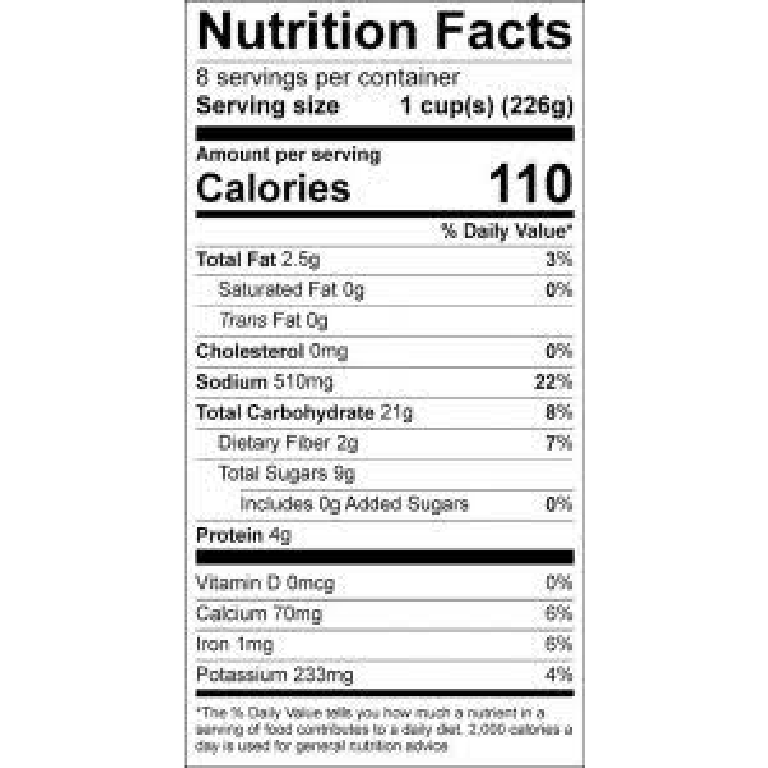 Nutrition Facts
8 servings per container
Serving size 1 cup(s) (226g)
Amount per serving
Calories 110
% Daily Value*
Total Fat 2.5g 3%
Saturated Fat 0g 0%
Trans Fat 0g
Cholesterol 0mg 0%
Sodium 510mg 22%
Total Carbohydrate 21g 8%
Dietary Fiber 2g 7%
Total Sugars 9g
Includes 0g Added Sugars 0%
Protein 4g
Vitamin D 0mcg 0%
Calcium 70mg 6%
Iron 1mg 6%
Potassium 233mg 4%
*The % Daily Value tells you how much a nutrient in a
serving of food contributes to a daily diet. 2,000 calories a
day is used for general nutrition advice